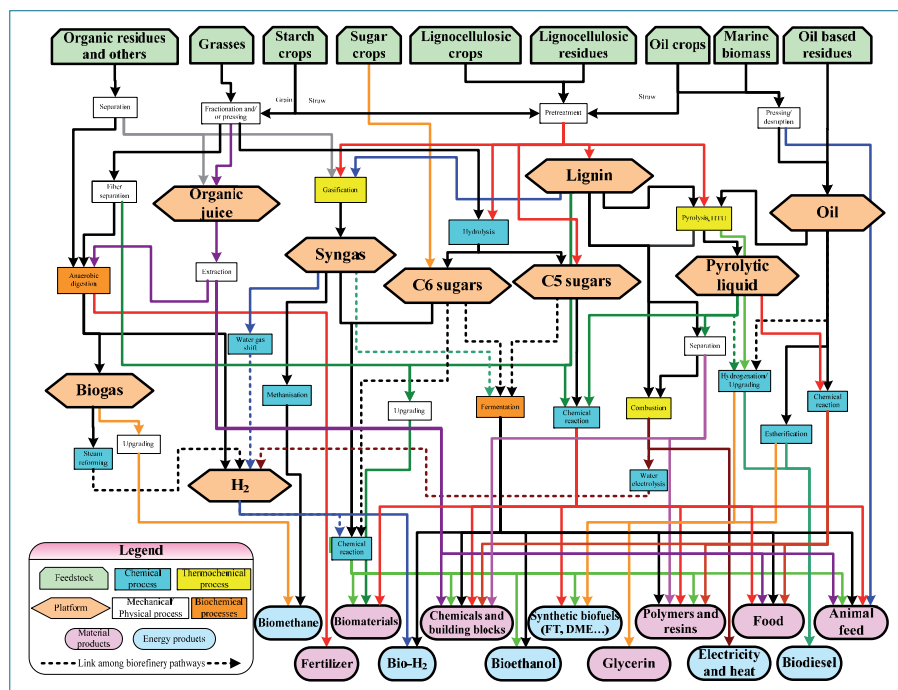 Organic residues
and others
Grasses
Starch
crops
Sugar
crops
Lignocellulosic
crops
Lignocellulosic
residues
Oil crops
Marine
biomass
Oil based
residues
Grain
Straw
Straw
Separation
Fractionation and/
or pressing
Pretreatment
Pressing/
desruption
Fiber
separation
Organic
juice
Gasification
Lignin
Pyrolysis, HTU
Oil
Hydrolysis
Syngas
Anaerobic
digestion
Extraction
C6 sugars
C5 sugars
Pyrolytic
liquid
Water gas
shift
Separation
Biogas
Methanisation
Hydrogenation/
Upgrading
Upgrading
Fermentation
Chemical
reaction
Combustion
Chemical
reaction
Upgrading
Steam
reforming
Estherification
H2
Water
electrolysis
Chemical
reaction
Legend
Feedstock
Chemical
process
Thermochemical
process
Platform
Mechanical/
Physical process
Biochemical
processes
Material
products
Energy products
Link among biorefinery pathways
Biomethane
Biomaterials
Chemicals and
building blocks
Synthetic biofuels
(FT, DME…)
Polymers and
resins
Food
Animal
feed
Fertilizer
Bio-H2
Bioethanol
Glycerin
Electricity
and heat
Biodiesel